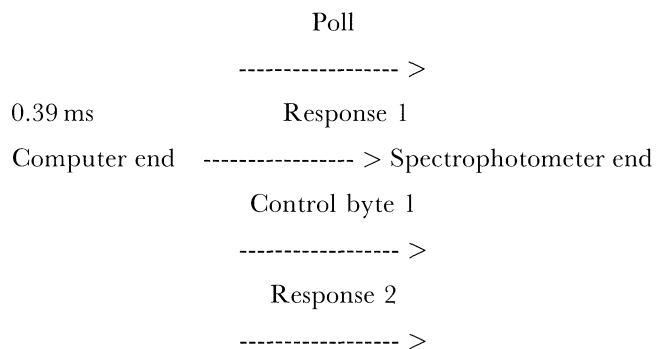 Poll
------------------- >
0.39 ms Response 1
Computer end ------------------ > Spectrophotometer end
Control byte 1
------------------- >
Response 2
------------------- >